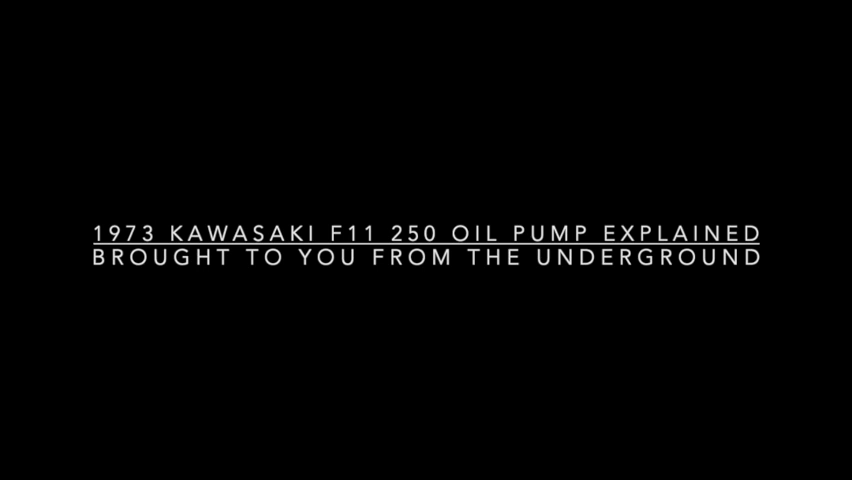 1973 KAWASAKI F11 250 OIL PUMP EXPLAINED
BROUGHT TO YOU FROM THE UNDERGROUND